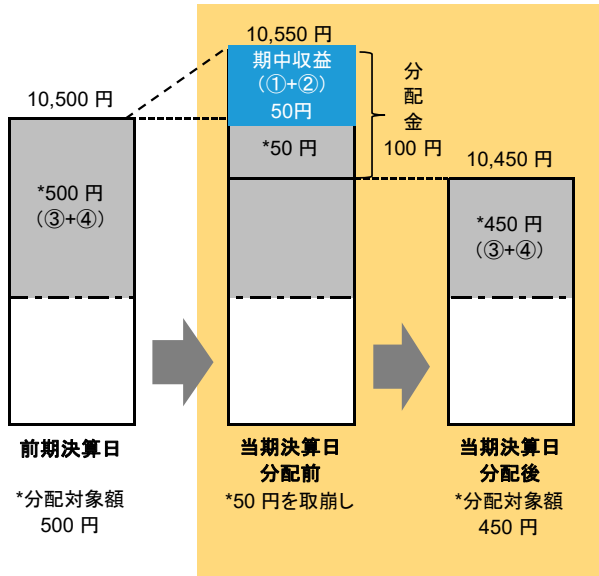 10,500 円
*500 円
（③+④）
前期決算日
*分配対象額
500 円
10,550 円
期中収益
（①+②）
50円
*50 円
分
配
金
100 円
当期決算日
分配前
*50 円を取崩し
10,450 円
*450 円
（③+④）
当期決算日
分配後
*分配対象額
450 円